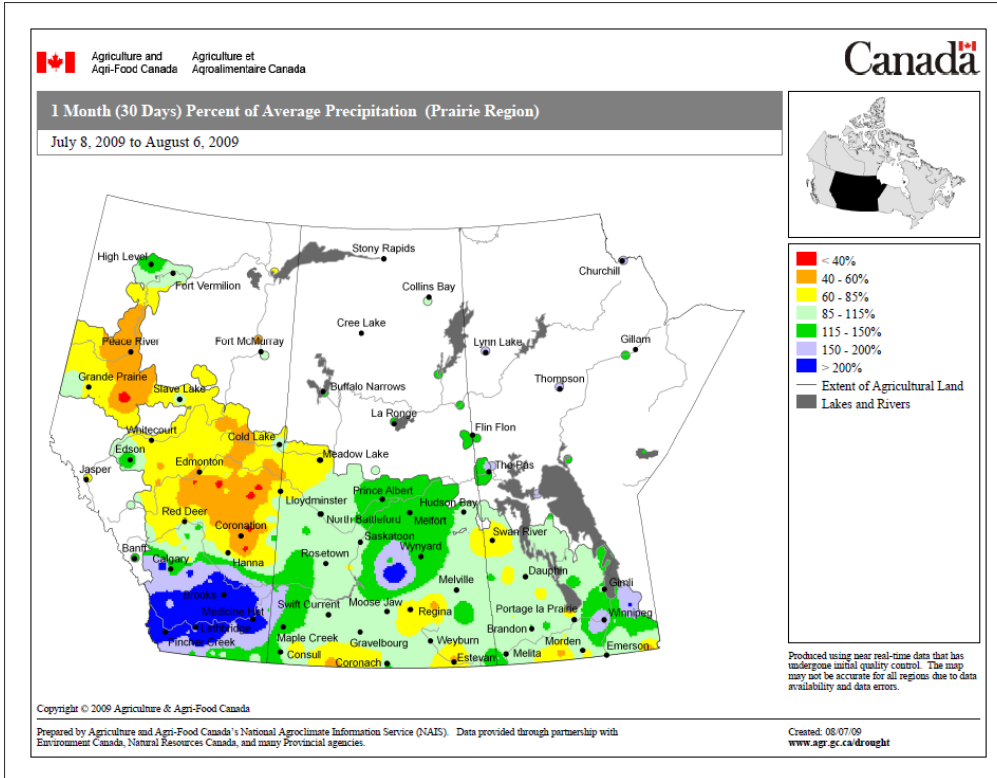 Agriculture and
Agri-Food Canada
Agriculture et
Agroalimentaire Canada
Canada
1 Month (30 Days) Percent of Average Precipitation (Prairie Region)
July 8, 2009 to August 6, 2009
High Level
Fort Vermilion
Stony Rapids
Churchill
Collins Bay
Peace River
Fort McMurray
Cree Lake
Lynn Lake
Gillam
Grande Prairie
Slave Lake
Buffalo Narrows
Thompson
La Ronge
Whitecourt
Cold Lake
Flin Flon
Edson
Meadow Lake
Jasper
Edmonton
The Pas
Lloydminster
Prince Albert
Hudson Bay
Red Deer
North Battleford
Melfort
Coronation
Saskatoon
Swan River
Banff
Calgary
Hanna
Rosetown
Wynyard
Dauphin
Brooks
Melville
Gimli
Medicine Hat
Swift Current
Moose Jaw
Regina
Portage la Prairie
Winnipeg
Lethbridge
Brandon
Pincher Creek
Maple Creek
Gravelbourg
Weyburn
Morden
Consul
Coronach
Estevan
Melita
Emerson
< 40%
40 - 60%
60 - 85%
85 - 115%
115 - 150%
150 - 200%
> 200%
Extent of Agricultural Land
Lakes and Rivers
Produced using near real-time data that has
undergone initial quality control. The map
may not be accurate for all regions due to data
availability and data errors.
Copyright © 2009 Agriculture & Agri-Food Canada
Prepared by Agriculture and Agri-Food Canada's National Agroclimate Information Service (NAIS). Data provided through partnership with
Environment Canada, Natural Resources Canada, and many Provincial agencies.
Created: 08/07/09
www.agr.gc.ca/drought